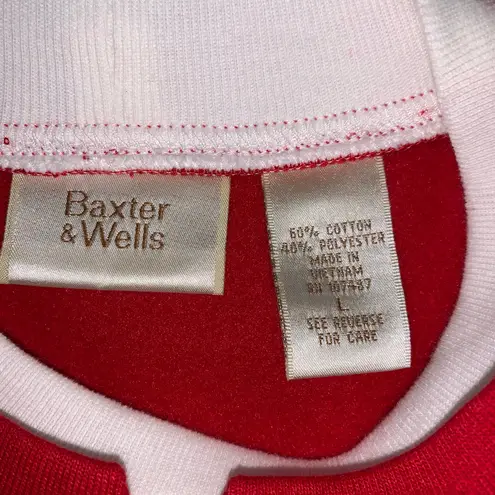 Baxter
& Wells
60% COTTON
40% POLYESTER
MADE IN
VIETNAM
RN 107487
L
SEE REVERSE
FOR CARE